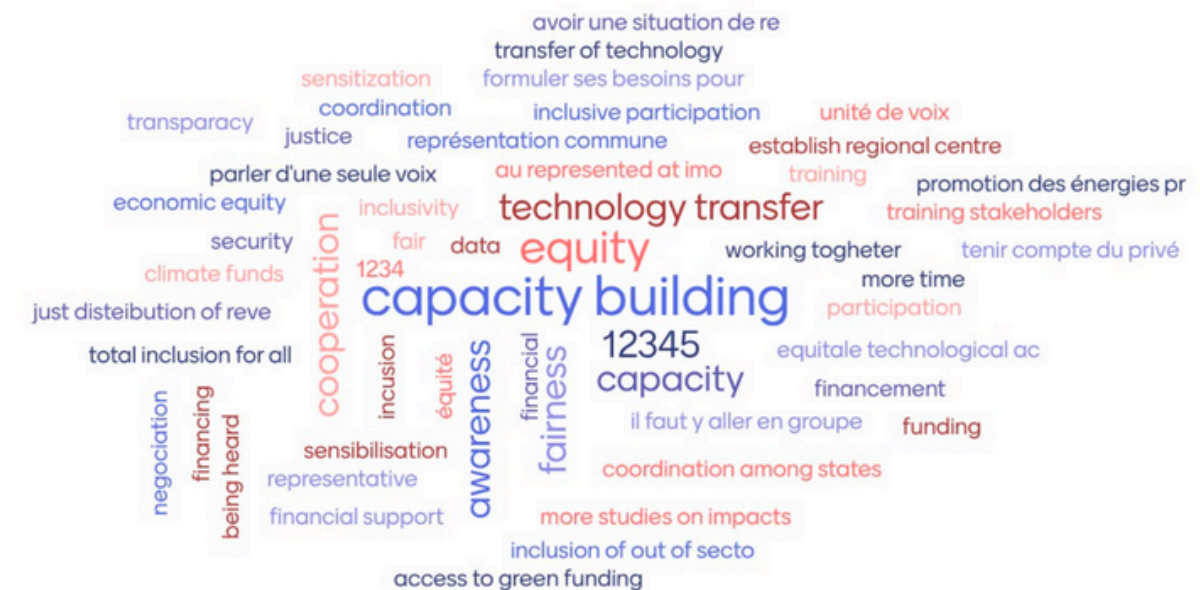 avoir une situation de re
transfer of technology
sensitization
formuler ses besoins pour
coordination
inclusive participation
unité de voix
transparacy
justice
représentation commune
establish regional centre
parler d'une seule voix
au represented at imo
training
promotion des énergies pr
economic equity
inclusivity
technology transfer
training stakeholders
security
fair
data
equity
working togheter
tenir compte du privé
climate funds
cooperation
1234
capacity building
more time
just disteibution of reve
participation
total inclusion for all
incusion
équité
awareness
financial
fairness
12345
equitale technological ac
capacity
financement
negociation
financing
being heard
il faut y aller en groupe
funding
sensibilisation
representative
coordination among states
financial support
more studies on impacts
inclusion of out of secto
access to green funding